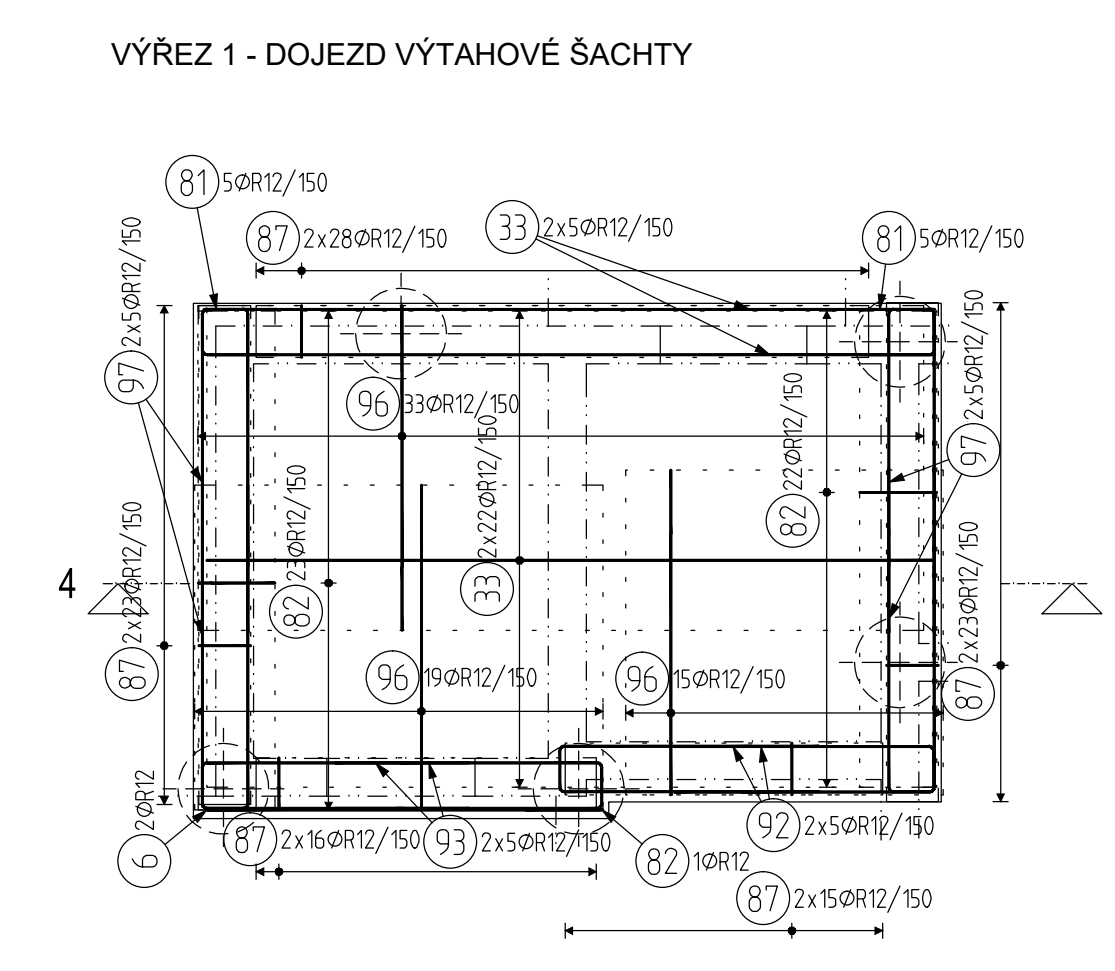 VÝŘEZ 1 - DOJEZD VÝTAHOVÉ ŠACHTY
81 5ØR12/150
87 2x28ØR12/150
33 2x5ØR12/150
81 5ØR12/150
97 2x5ØR12/150
97 2x5ØR12/150
96 33ØR12/150
82 22ØR12/150
33 2x22ØR12/150
82 23ØR12/150
87 2x23ØR12/150
87 2x23ØR12/150
4
96 19ØR12/150
96 15ØR12/150
6 2ØR12
87 2x16ØR12/150
93 2x5ØR12/150
82 1ØR12
92 2x5ØR12/150
87 2x15ØR12/150